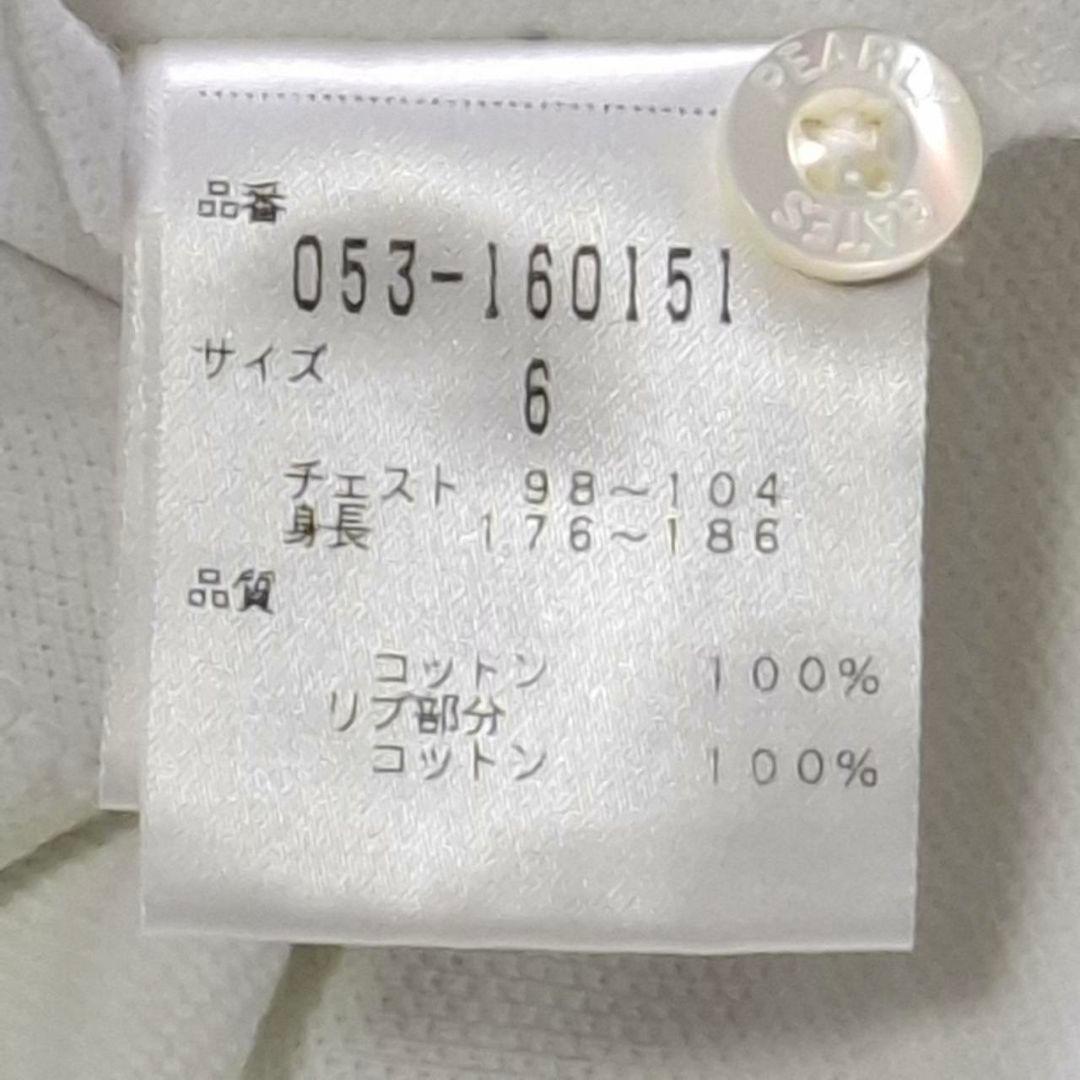 PEARLY
GATES
品番
053-160151
サイズ
6
チェスト 98~104
身長 176~186
品質
コットン 100%
リブ部分
コットン 100%